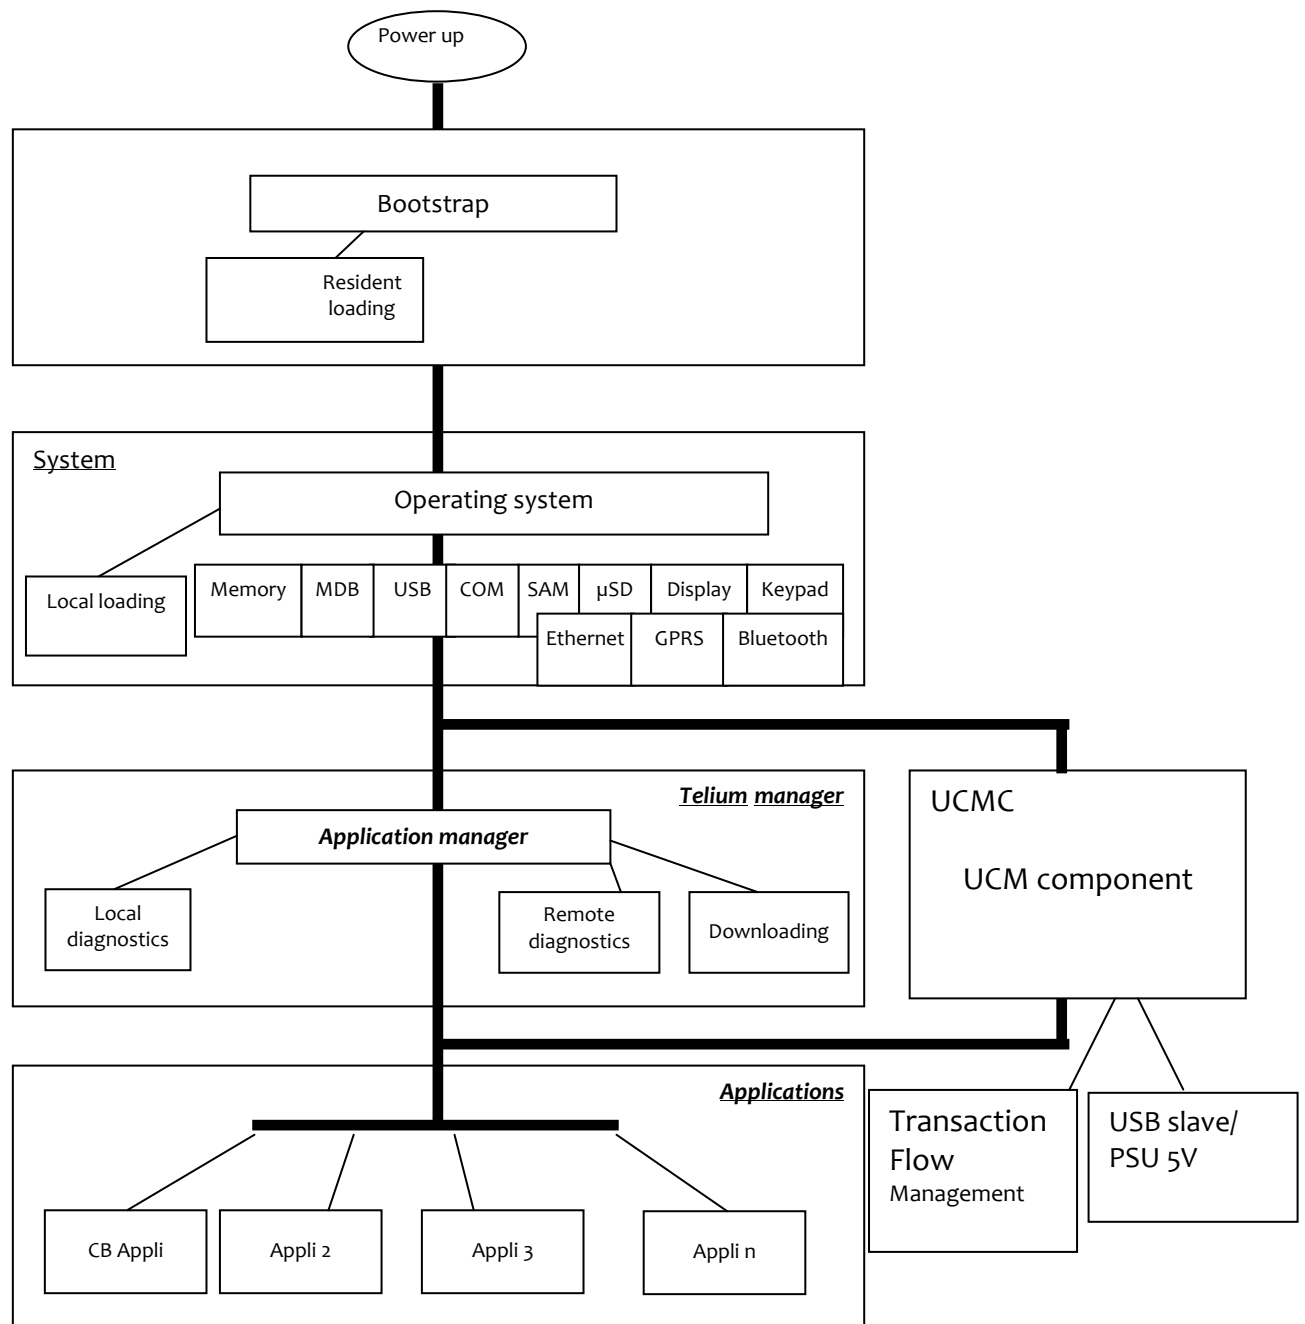 Power up
Bootstrap
Resident
loading
System
Operating system
Local loading
Memory
MDB
USB
COM
SAM
µSD
Display
Keypad
Ethernet
GPRS
Bluetooth
Telium manager
Application manager
Local
diagnostics
Remote
diagnostics
Downloading
UCMC
UCM component
Applications
Transaction
Flow
Management
USB slave/
PSU 5V
CB Appli
Appli 2
Appli 3
Appli n